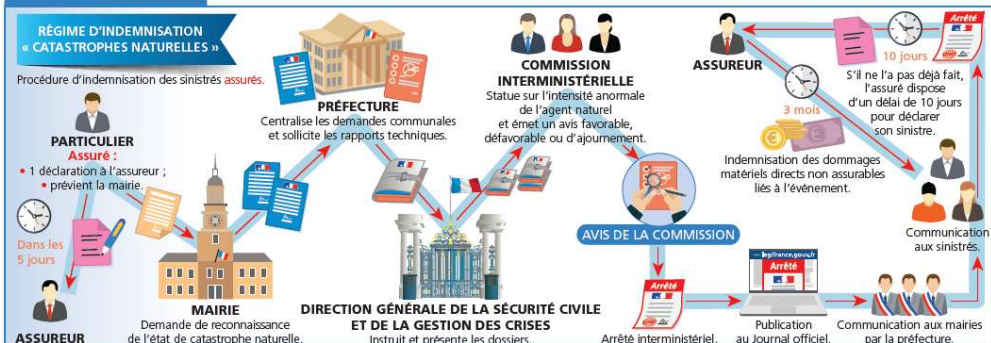 RÉGIME D'INDEMNISATION
« CATASTROPHES NATURELLES »
Procédure d'indemnisation des sinistrés assurés.
PARTICULIER
Assuré :
• 1 déclaration à l'assureur ;
• prévient la mairie.
Dans les
5 jours
ASSUREUR
MAIRIE
Demande de reconnaissance
de l'état de catastrophe naturelle.
PRÉFECTURE
Centralise les demandes communales
et sollicite les rapports techniques.
DIRECTION GÉNÉRALE DE LA SÉCURITÉ CIVILE
ET DE LA GESTION DES CRISES
Instruit et présente les dossiers.
COMMISSION
INTERMINISTÉRIELLE
Statue sur l'intensité anormale
de l'agent naturel
et émet un avis favorable,
défavorable ou d'ajournement.
AVIS DE LA COMMISSION
Arrêté
Arrêté interministériel.
legifrance.gouv.fr
Arrêté
Publication
au Journal officiel.
Communication aux mairies
par la préfecture.
Communication
aux sinistrés.
Arrêté
10 jours
S'il ne l'a pas déjà fait,
l'assuré dispose
d'un délai de 10 jours
pour déclarer
son sinistre.
ASSUREUR
3 mois
Indemnisation des dommages
matériels directs non assurables
liés à l'événement.